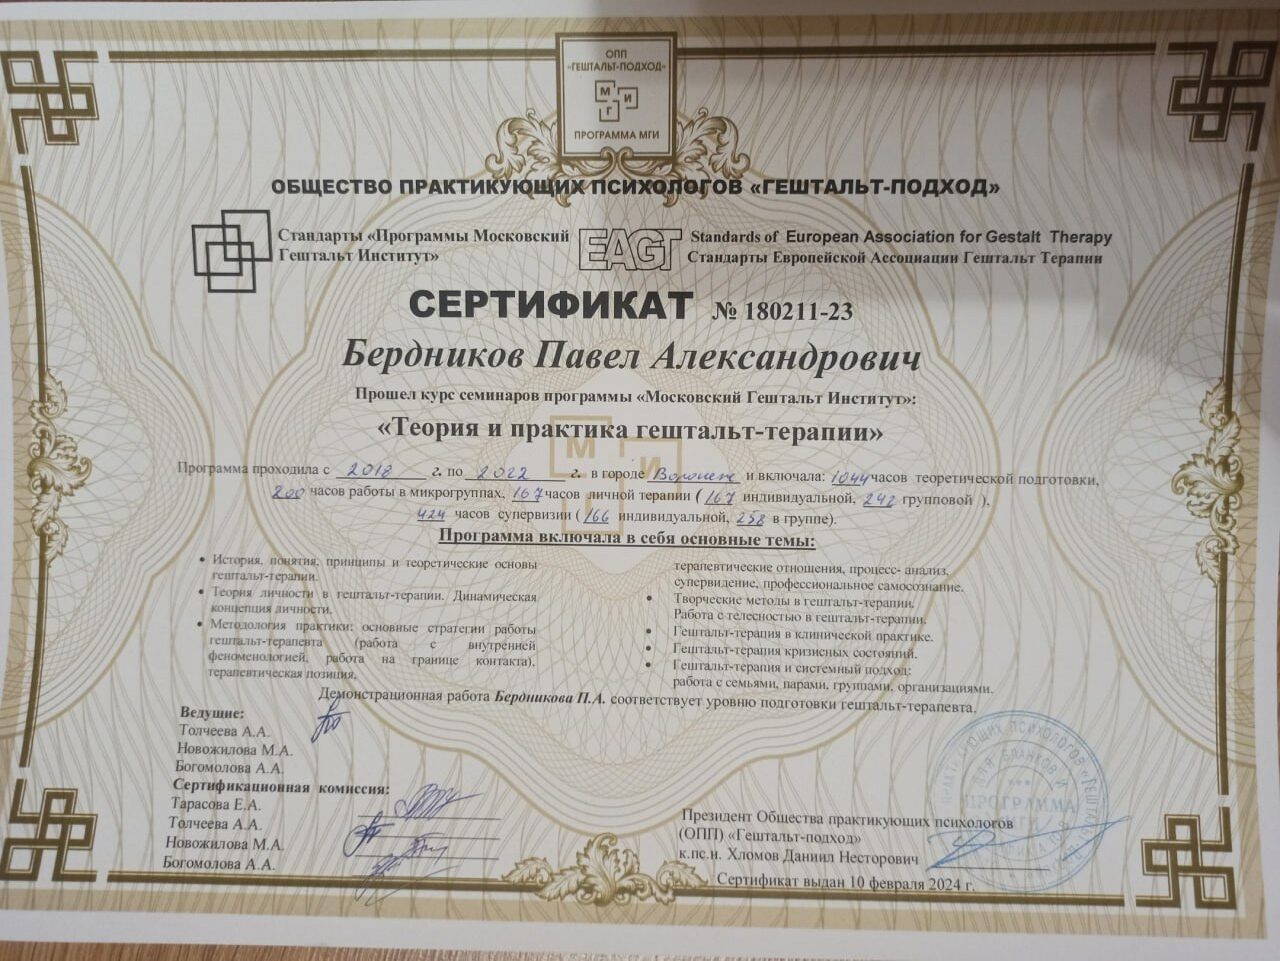 ОПП
«ГЕШТАЛЬТ-ПОДХОД»
М
И
Г
ПРОГРАММА МГИ
ОБЩЕСТВО ПРАКТИКУЮЩИХ ПСИХОЛОГОВ «ГЕШТАЛЬТ-ПОДХОД»
Стандарты «Программы Московский
Гештальт Институт»
EAGT
Standards of European Association for Gestalt Therapy
Стандарты Европейской Ассоциации Гештальт Терапии
СЕРТИФИКАТ № 180211-23
Бердников Павел Александрович
Прошел курс семинаров программы «Московский Гештальт Институт»:
«Теория и практика гештальт-терапии»
Программа проходила с 2018 г. по 2022 г. в городе Воронеж и включала: 1044 часов теоретической подготовки,
200 часов работы в микрогруппах, 167 часов личной терапии ( 167 индивидуальной, 242 групповой ),
424 часов супервизии ( 166 индивидуальной, 258 в группе).
Программа включала в себя основные темы:
• История, понятия, принципы и теоретические основы
гештальт-терапии.
• Теория личности в гештальт-терапии. Динамическая
концепция личности.
• Методология практики: основные стратегии работы
гештальт-терапевта (работа с внутренней
феноменологией, работа на границе контакта),
терапевтическая позиция,
терапевтические отношения, процесс- анализ,
супервидение, профессиональное самосознание.
• Творческие методы в гештальт-терапии.
Работа с телесностью в гештальт-терапии.
• Гештальт-терапия в клинической практике.
• Гештальт-терапия кризисных состояний.
• Гештальт-терапия и системный подход:
работа с семьями, парами, группами, организациями.
Демонстрационная работа Бердникова П.А. соответствует уровню подготовки гештальт-терапевта.
Ведущие:
Толчеева А.А.
Новожилова М.А.
Богомолова А.А.
Сертификационная комиссия:
Тарасова Е.А.
Толчеева А.А.
Новожилова М.А.
Богомолова А.А.
Президент Общества практикующих психологов
(ОПП) «Гештальт-подход»
к.пс.н. Хломов Даниил Несторович
Сертификат выдан 10 февраля 2024 г.
ПРОГРАММА
МГИ